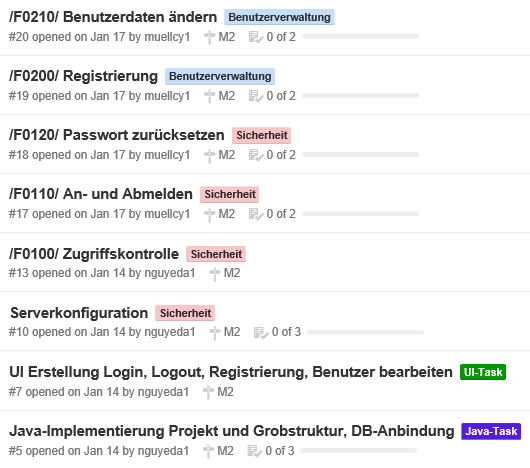 /F0210/ Benutzerdaten ändern Benutzerverwaltung
#20 opened on Jan 17 by muellcy1 M2 0 of 2
/F0200/ Registrierung Benutzerverwaltung
#19 opened on Jan 17 by muellcy1 M2 0 of 2
/F0120/ Passwort zurücksetzen Sicherheit
#18 opened on Jan 17 by muellcy1 M2 0 of 2
/F0110/ An- und Abmelden Sicherheit
#17 opened on Jan 17 by muellcy1 M2 0 of 2
/F0100/ Zugriffskontrolle Sicherheit
#13 opened on Jan 14 by nguyeda1 M2
Serverkonfiguration Sicherheit
#10 opened on Jan 14 by nguyeda1 M2 0 of 3
UI Erstellung Login, Logout, Registrierung, Benutzer bearbeiten UI-Task
#7 opened on Jan 14 by nguyeda1 M2
Java-Implementierung Projekt und Grobstruktur, DB-Anbindung Java-Task
#5 opened on Jan 14 by nguyeda1 M2 0 of 3